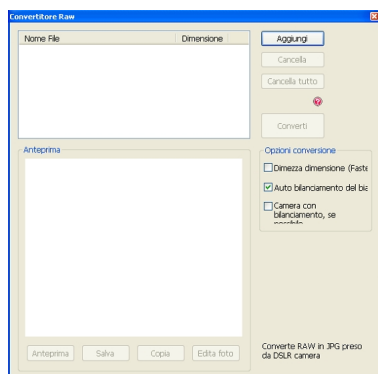 Convertitore Raw
Nome File Dimensione
Aggiungi
Cancella
Cancella tutto
Converti
Anteprima
Opzioni conversione
Dimezza dimensione (Faste
Auto bilanciamento del bia
Camera con
bilanciamento, se
possibile
Anteprima Salva Copia Edita foto
Converte RAW in JPG preso
da DSLR camera